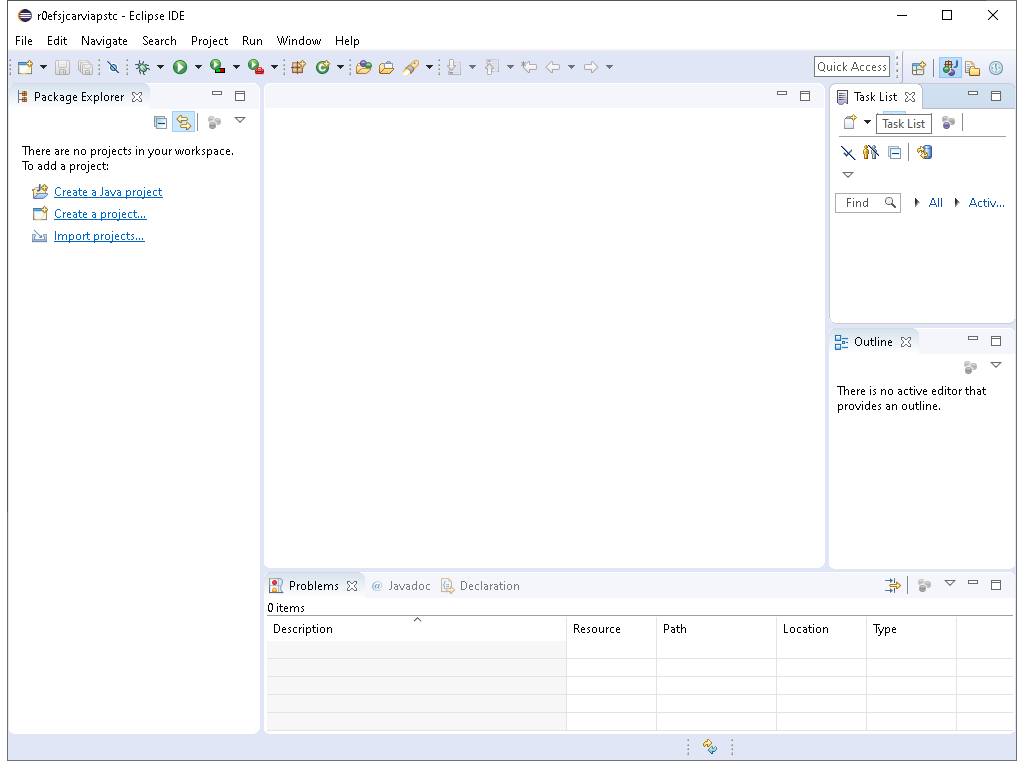 r0efsjcarviapstc - Eclipse IDE
File Edit Navigate Search Project Run Window Help
Quick Access
Package Explorer
Task List
Task List
There are no projects in your workspace.
To add a project:
Create a Java project
Create a project...
Import projects...
Find All Activ...
Outline
There is no active editor that
provides an outline.
Problems @ Javadoc Declaration
0 items
Description Resource Path Location Type